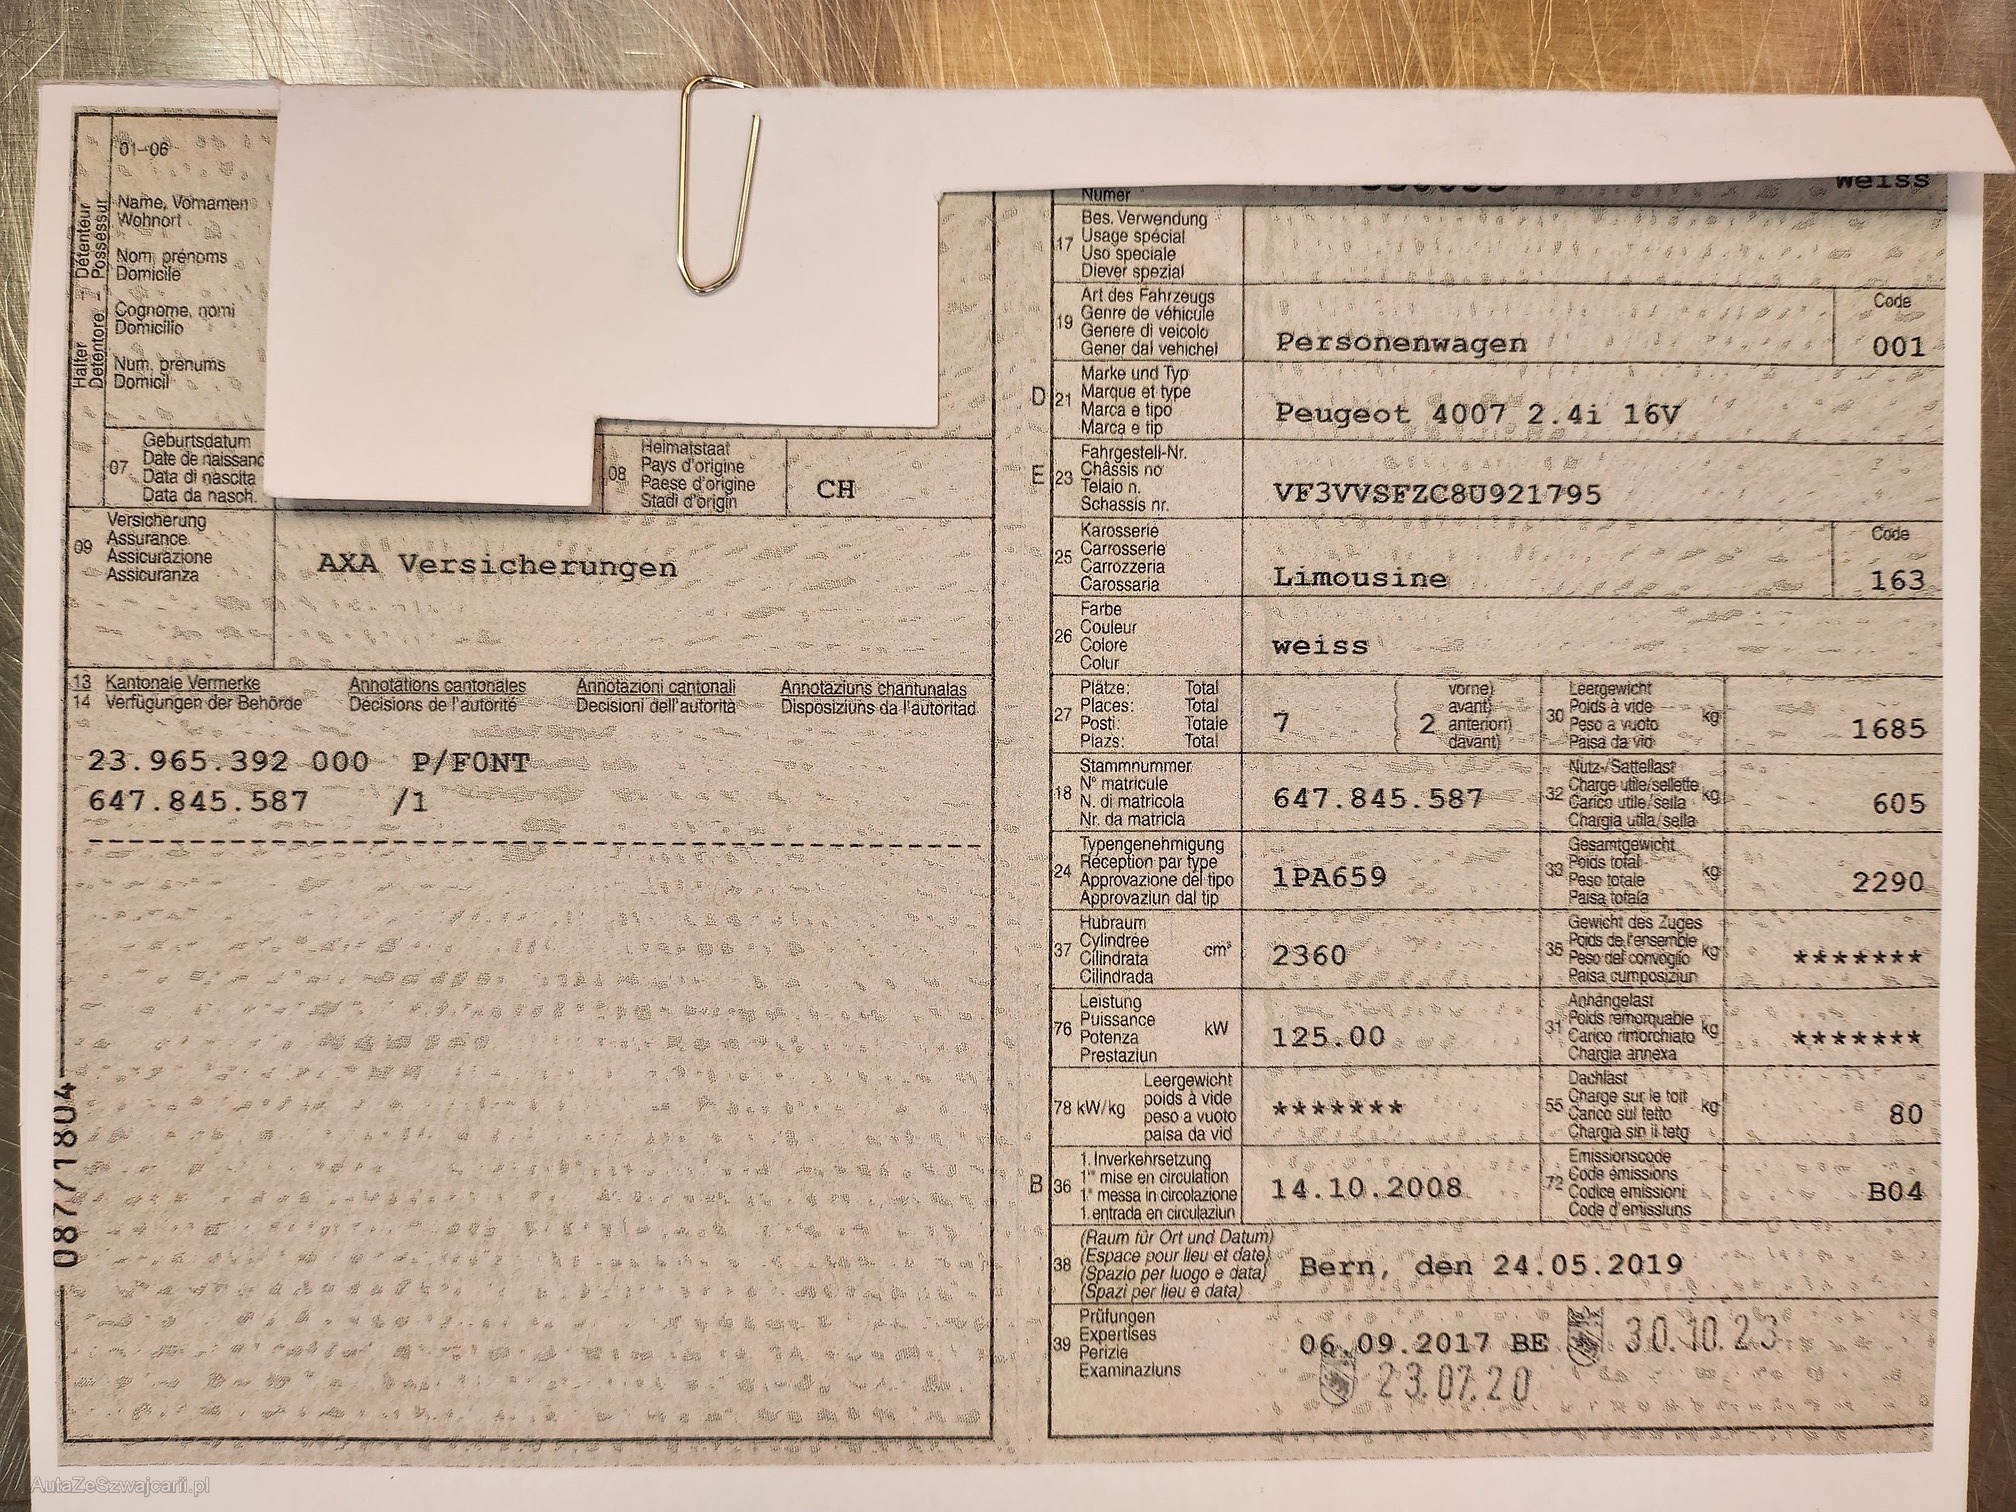 01-06
Halter Détenteur
Detentore Possessur
Name, Vornamen
Wohnort
Nom, prénoms
Domicile
Cognome, nomi
Domicilio
Num, prenums
Domicil
07
Geburtsdatum
Date de naissanc
Data di nascita
Data da nasch.
08
Heimatstaat
Pays d'origine
Paese d'origine
Stadi d'origin
CH
09
Versicherung
Assurance
Assicurazione
Assicuranza
AXA Versicherungen
13 Kantonale Vermerke Annotations cantonales Annotazioni cantonali Annotaziuns chantunalas
14 Verfügungen der Behörde Décisions de l'autorité Decisioni dell'autorità Disposiziuns da l'autoritad
23.965.392 000 P/F0NT
647.845.587 /1
08771804
Numer
weiss
17
Bes. Verwendung
Usage spécial
Uso speciale
Diever spezial
19
Art des Fahrzeugs
Genre de véhicule
Genere di veicolo
Gener dal vehichel
Personenwagen
Code
001
D 21
Marke und Typ
Marque et type
Marca e tipo
Marca e tip
Peugeot 4007 2.4i 16V
E 23
Fahrgestell-Nr.
Châssis no
Telaio n.
Schassis nr.
VF3VVSFZC8U921795
25
Karosserie
Carrosserie
Carrozzeria
Carossaria
Limousine
Code
163
26
Farbe
Couleur
Colore
Colur
weiss
27
Plätze: Total
Places: Total
Posti: Totale
Plazs: Total
7
2
vorne)
avant)
anteriori)
davant)
30
Leergewicht
Poids à vide
Peso a vuoto
Paisa da vid
kg
1685
18
Stammnummer
N° matricule
N. di matricola
Nr. da matricla
647.845.587
32
Nutz-/Sattellast
Charge utile/sellette
Carico utile/sella
Chargia utila/sella
kg
605
24
Typengenehmigung
Réception par type
Approvazione del tipo
Approvaziun dal tip
1PA659
33
Gesamtgewicht
Poids total
Peso totale
Paisa totala
kg
2290
37
Hubraum
Cylindrée
Cilindrata
Cilindrada
cm³
2360
35
Gewicht des Zuges
Poids de l'ensemble
Peso del convoglio
Paisa cumposiziun
kg
*******
76
Leistung
Puissance
Potenza
Prestaziun
kW
125.00
31
Anhängelast
Poids remorquable
Carico rimorchiato
Chargia annexa
kg
*******
78 kW/kg
Leergewicht
poids à vide
peso a vuoto
paisa da vid
*******
55
Dachlast
Charge sur le toit
Carico sul tetto
Chargia sin il tetg
kg
80
B 36
1. Inverkehrsetzung
1re mise en circulation
1.a messa in circolazione
1. entrada en circulaziun
14.10.2008
72
Emissionscode
Code émissions
Codice emissioni
Code d'emissiuns
B04
38
(Raum für Ort und Datum)
(Espace pour lieu et date)
(Spazio per luogo e data)
(Spazi per lieu e data)
Bern, den 24.05.2019
39
Prüfungen
Expertises
Perizie
Examinaziuns
06.09.2017 BE
30.10.23
23.07.20
AutaZeSzwajcarii.pl